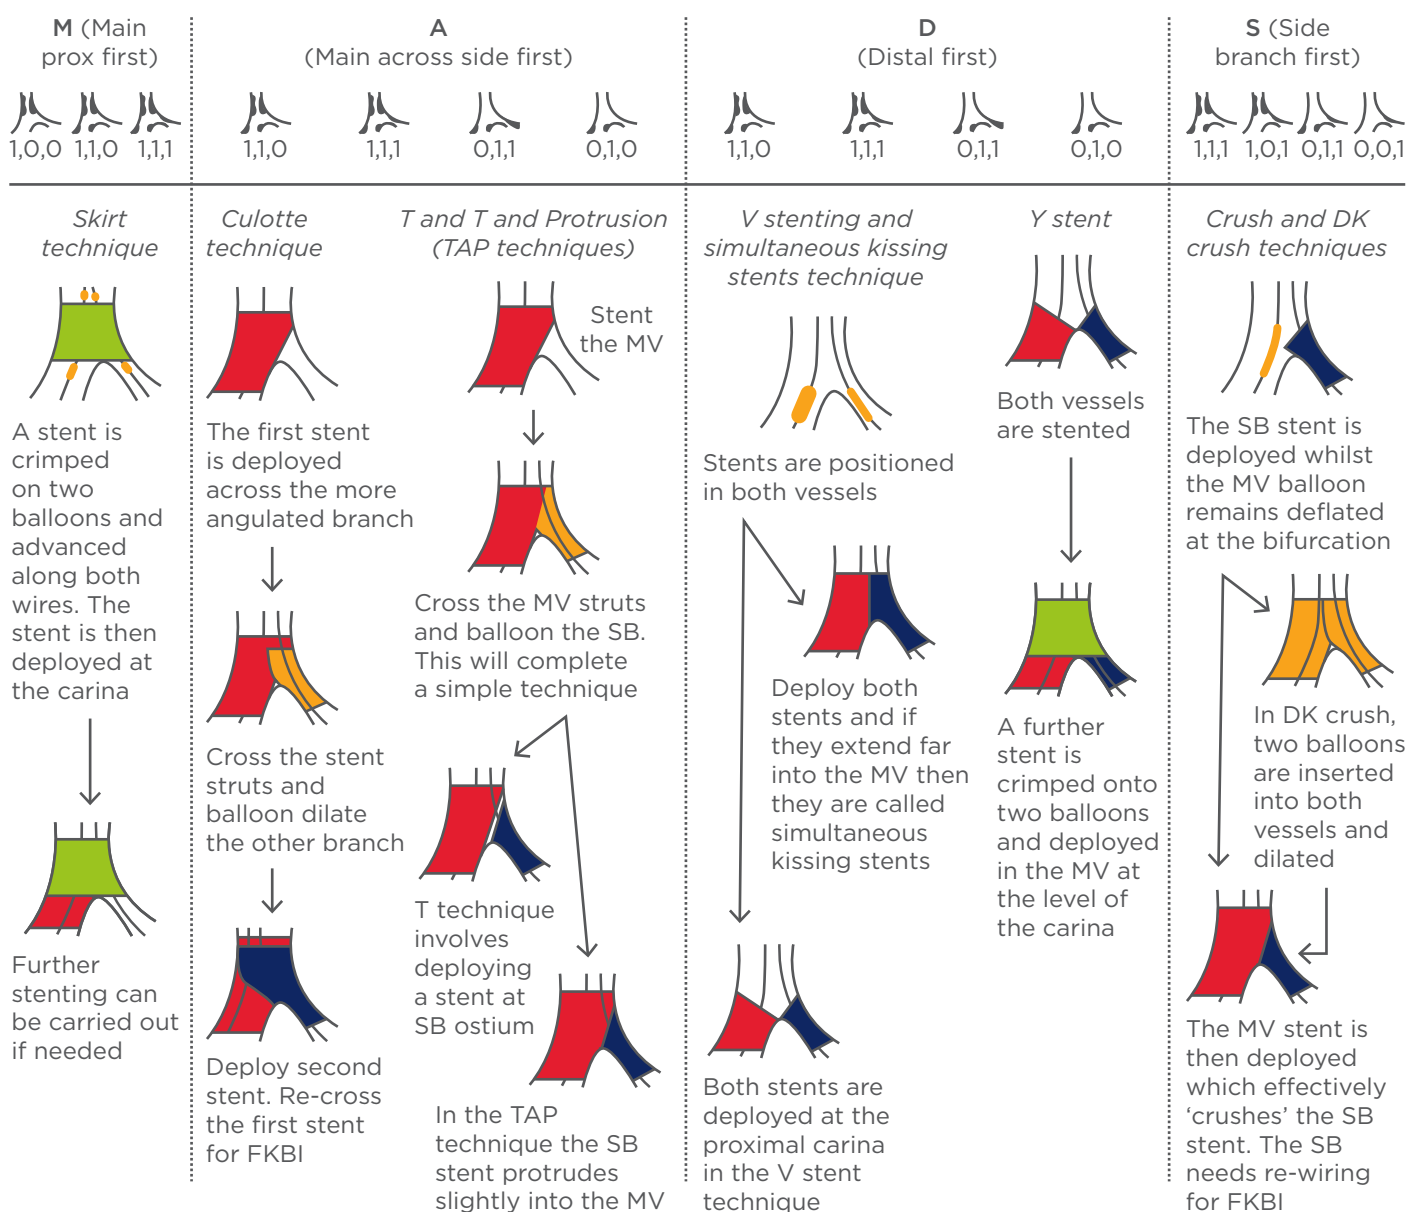 M (Main
prox first)
1,0,0 1,1,0 1,1,1
Skirt
technique
A stent is
crimped
on two
balloons and
advanced
along both
wires. The
stent is then
deployed at
the carina
Further
stenting can
be carried out
if needed
A
(Main across side first)
1,1,0 1,1,1 0,1,1 0,1,0
Culotte
technique
The first stent
is deployed
across the more
angulated branch
Cross the stent
struts and
balloon dilate
the other branch
Deploy second
stent. Re-cross
the first stent
for FKBI
T and T and Protrusion
(TAP techniques)
Stent
the MV
Cross the MV struts
and balloon the SB.
This will complete
a simple technique
T technique
involves
deploying
a stent at
SB ostium
In the TAP
technique the SB
stent protrudes
slightly into the MV
D
(Distal first)
1,1,0 1,1,1 0,1,1 0,1,0
V stenting and
simultaneous kissing
stents technique
Stents are positioned
in both vessels
Deploy both
stents and if
they extend far
into the MV then
they are called
simultaneous
kissing stents
Both stents are
deployed at the
proximal carina
in the V stent
technique
Y stent
Both vessels
are stented
A further
stent is
crimped onto
two balloons
and deployed
in the MV at
the level of
the carina
S (Side
branch first)
1,1,1 1,0,1 0,1,1 0,0,1
Crush and DK
crush techniques
The SB stent is
deployed whilst
the MV balloon
remains deflated
at the bifurcation
In DK crush,
two balloons
are inserted
into both
vessels and
dilated
The MV stent is
then deployed
which effectively
‘crushes’ the SB
stent. The SB
needs re-wiring
for FKBI